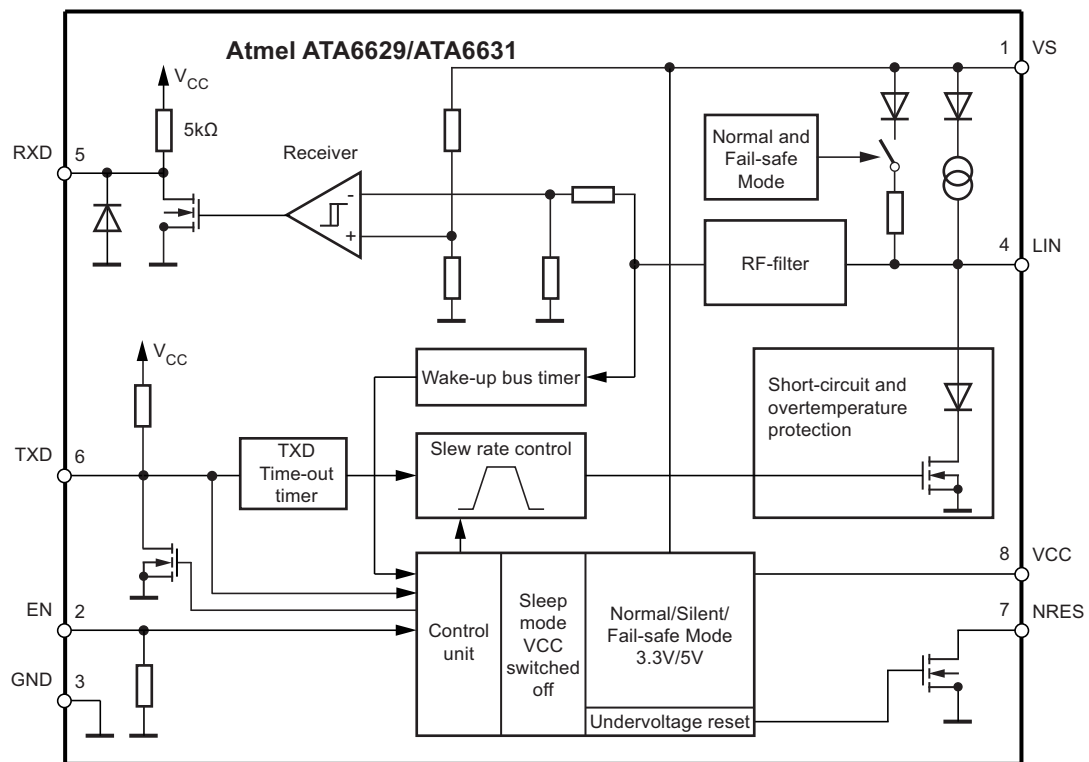 Atmel ATA6629/ATA6631
1
VS
VCC
5kΩ
RXD
5
Receiver
-
+
Normal and
Fail-safe
Mode
4
LIN
RF-filter
VCC
Wake-up bus timer
Short-circuit and
overtemperature
protection
TXD
6
TXD
Time-out
timer
Slew rate control
8
VCC
EN
2
Control
unit
Sleep
mode
VCC
switched
off
Normal/Silent/
Fail-safe Mode
3.3V/5V
7
NRES
GND
3
Undervoltage reset